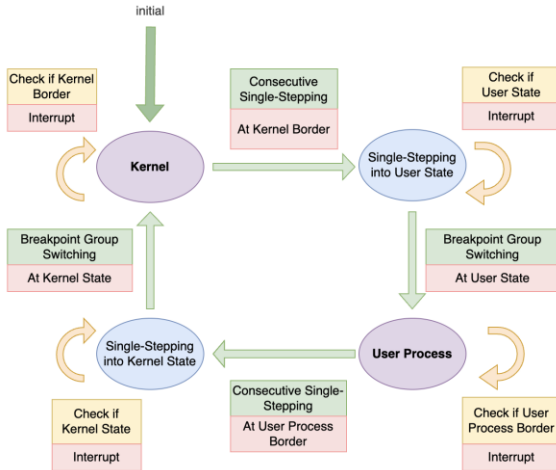 initial
Check if Kernel
Border
Interrupt
Consecutive
Single-Stepping
At Kernel Border
Check if
User State
Interrupt
Kernel
Single-Stepping
into User State
Breakpoint Group
Switching
At Kernel State
Breakpoint Group
Switching
At User State
Single-Stepping
into Kernel State
User Process
Check if
Kernel State
Interrupt
Consecutive Single-
Stepping
At User Process
Border
Check if User
Process Border
Interrupt